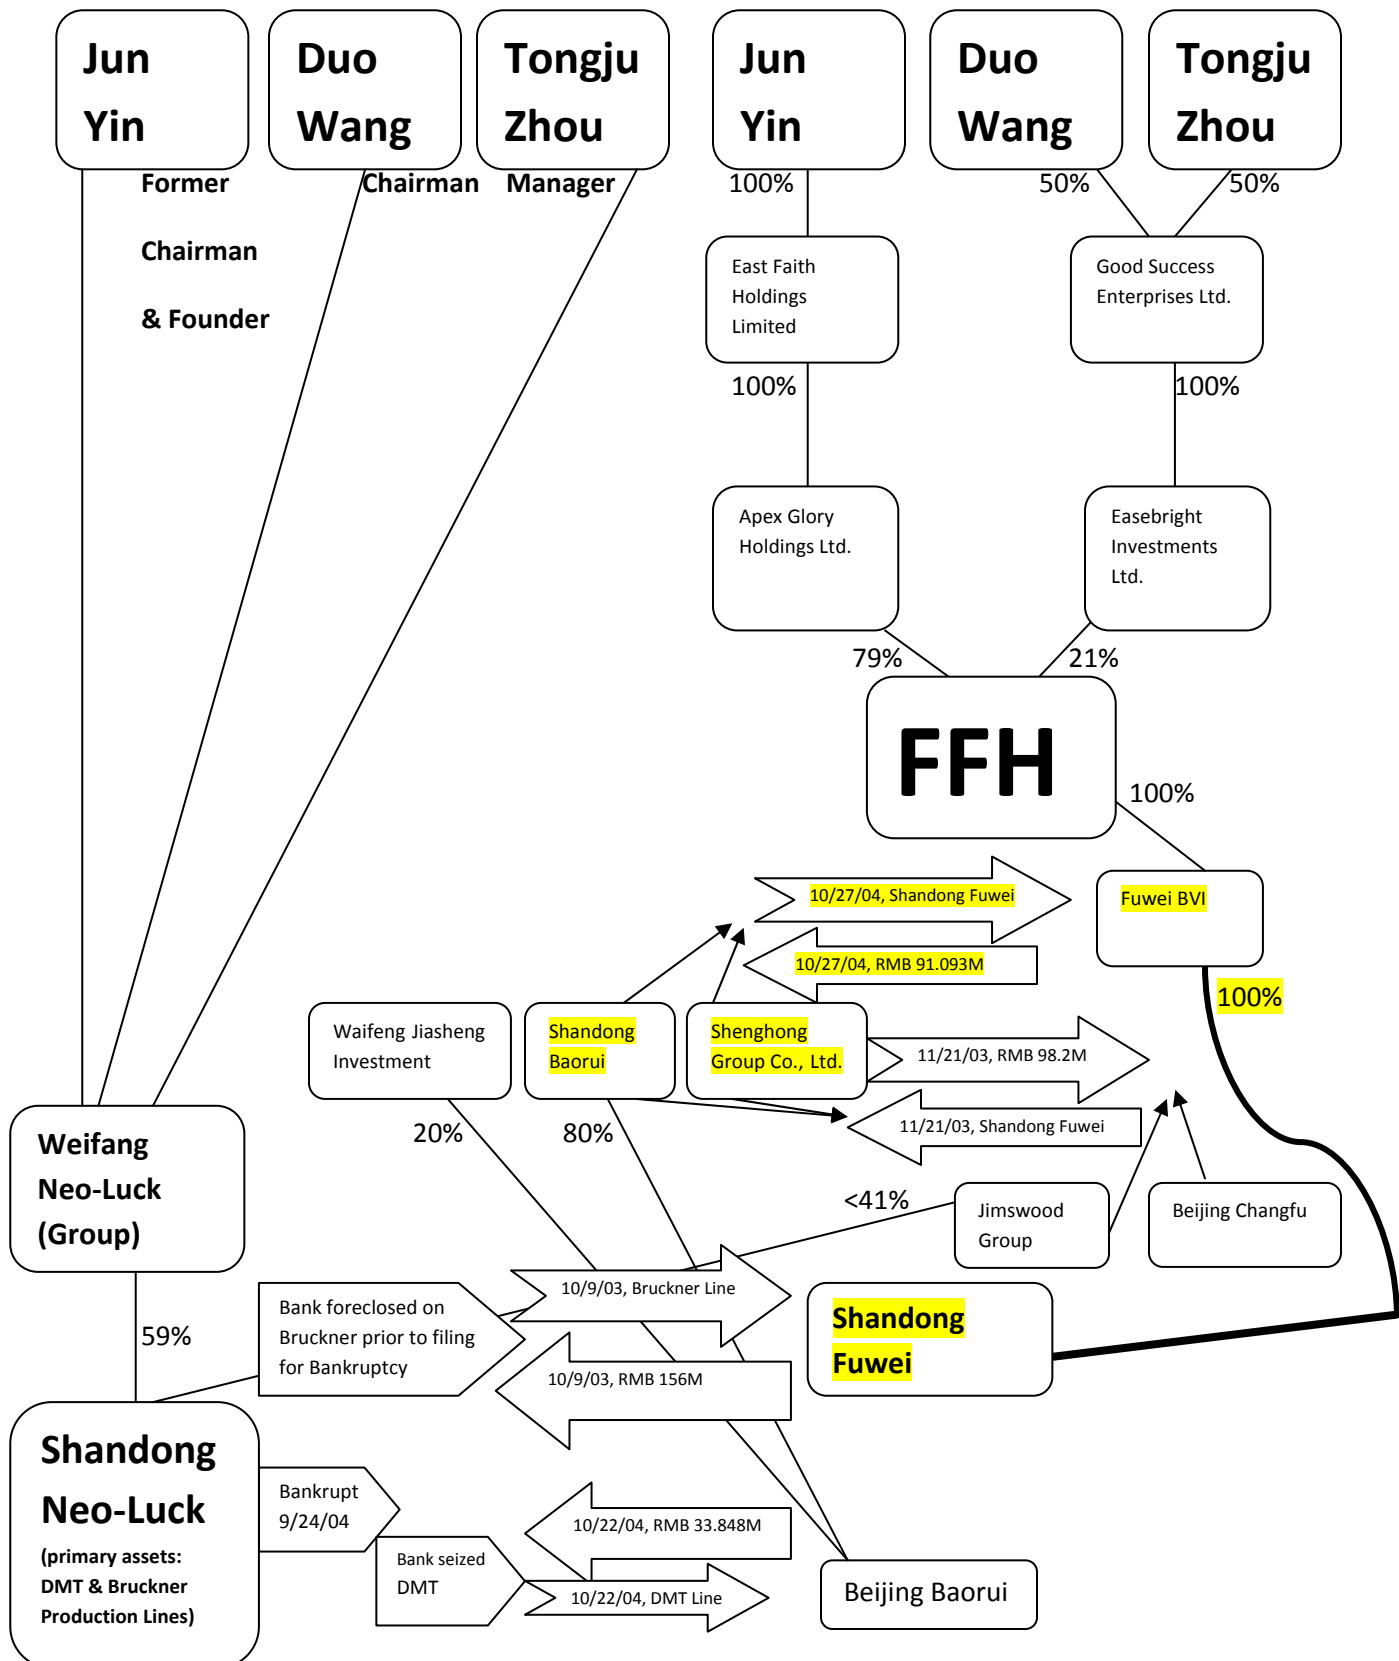 Jun
Yin
Duo
Wang
Tongju
Zhou
Jun
Yin
Duo
Wang
Tongju
Zhou
Former
Chairman
& Founder
Chairman
Manager
100%
50%
50%
East Faith
Holdings
Limited
Good Success
Enterprises Ltd.
100%
100%
Apex Glory
Holdings Ltd.
Easebright
Investments
Ltd.
79%
21%
FFH
100%
10/27/04, Shandong Fuwei
Fuwei BVI
10/27/04, RMB 91.093M
100%
Waifeng Jiasheng
Investment
Shandong
Baorui
Shenghong
Group Co., Ltd.
11/21/03, RMB 98.2M
11/21/03, Shandong Fuwei
20%
80%
Weifang
Neo-Luck
(Group)
<41%
Jimswood
Group
Beijing Changfu
59%
Bank foreclosed on
Bruckner prior to filing
for Bankruptcy
10/9/03, Bruckner Line
10/9/03, RMB 156M
Shandong
Fuwei
Shandong
Neo-Luck
(primary assets:
DMT & Bruckner
Production Lines)
Bankrupt
9/24/04
Bank seized
DMT
10/22/04, RMB 33.848M
10/22/04, DMT Line
Beijing Baorui